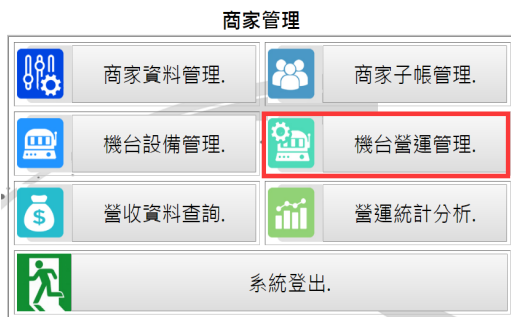 商家管理
商家資料管理.
商家子帳管理.
機台設備管理.
機台營運管理.
營收資料查詢.
營運統計分析.
系統登出.